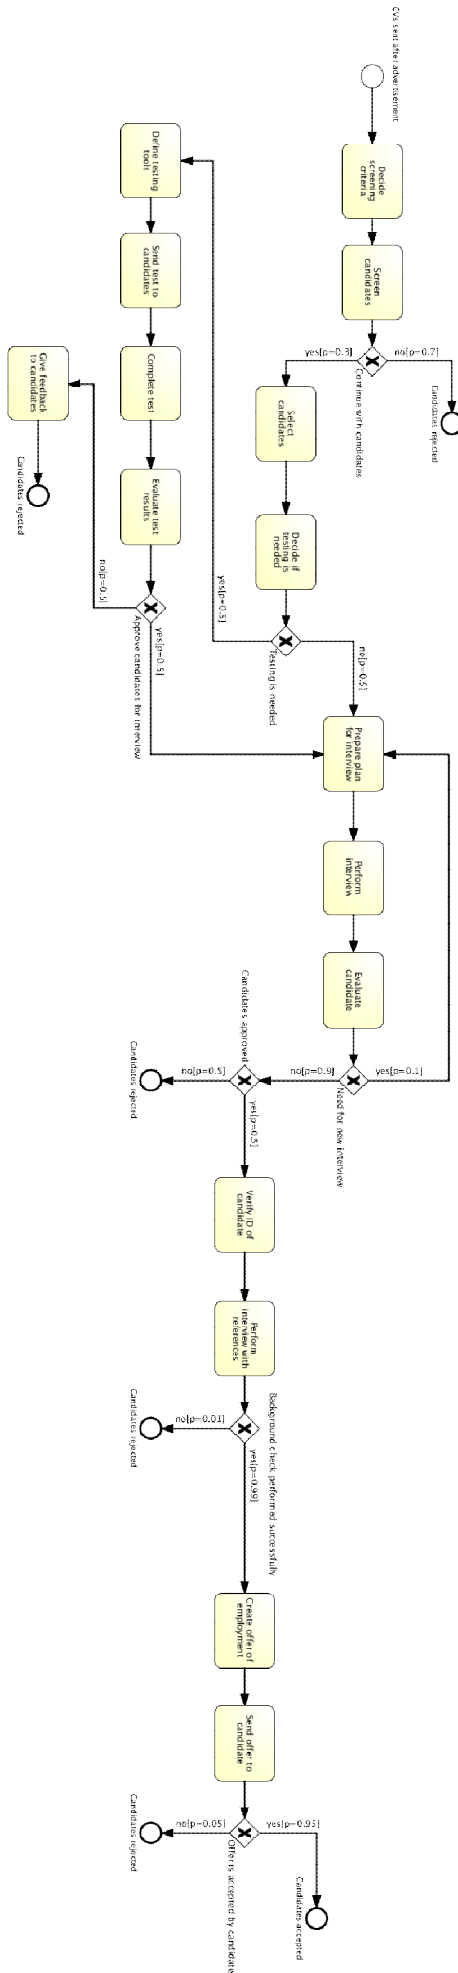 CVs sent after advertisement
Decide
screening
criteria
Screen
candidates
no[p=0.7]
Candidates rejected
Continue with candidates
yes[p=0.3]
Select
candidates
Decide if
testing is
needed
Testing is needed
yes[p=0.5]
no[p=0.5]
Define testing
tools
Send test to
candidates
Complete test
Evaluate test
results
Approve candidates for interview
no[p=0.5]
Give feedback
to candidates
Candidates rejected
yes[p=0.5]
Prepare plan
for interview
Perform
interview
Evaluate
candidate
Need for new interview
yes[p=0.1]
no[p=0.9]
Candidates approved
no[p=0.5]
Candidates rejected
yes[p=0.5]
Verify ID of
candidate
Perform
interview with
references
Background check performed successfully
no[p=0.01]
Candidates rejected
yes[p=0.99]
Create offer of
employment
Send offer to
candidate
Offer is accepted by candidate
no[p=0.05]
Candidates rejected
yes[p=0.95]
Candidates accepted